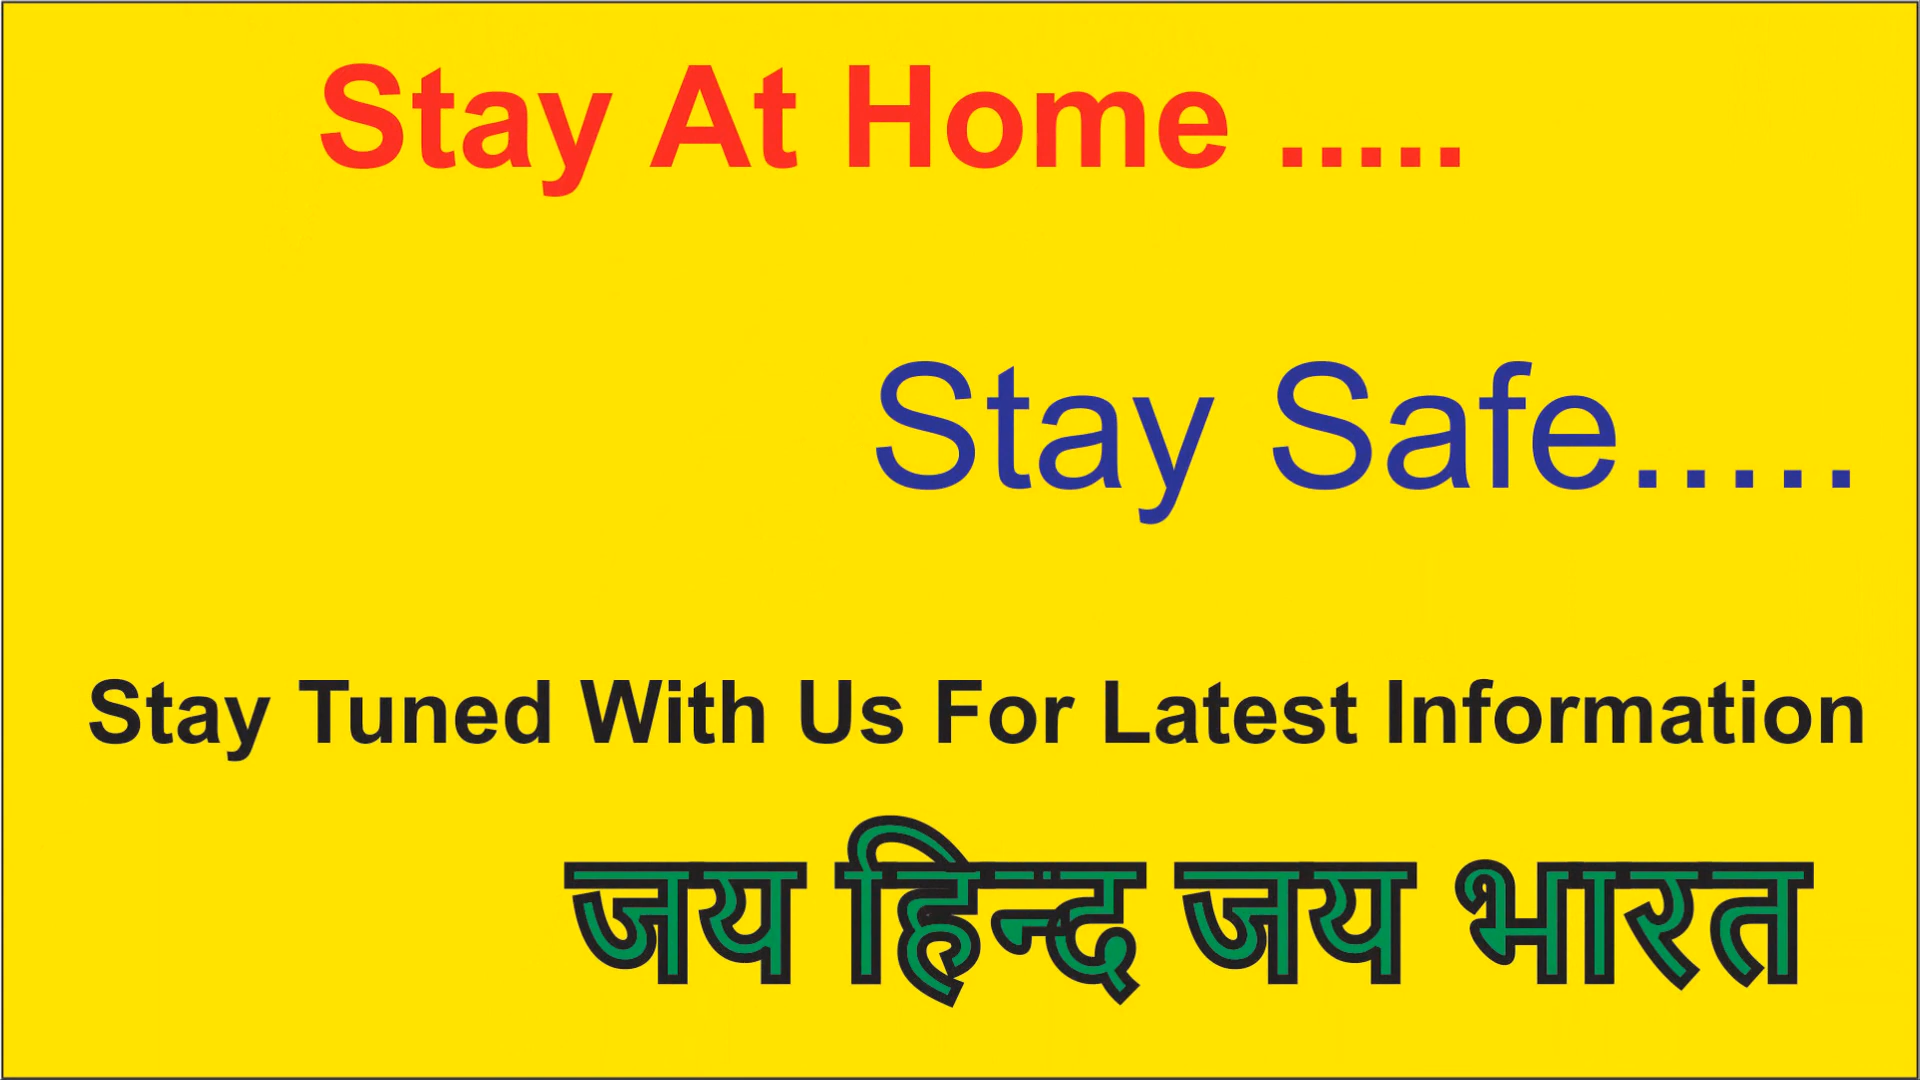 Stay At Home .....
Stay Safe.....
Stay Tuned With Us For Latest Information
जय हिन्द जय भारत